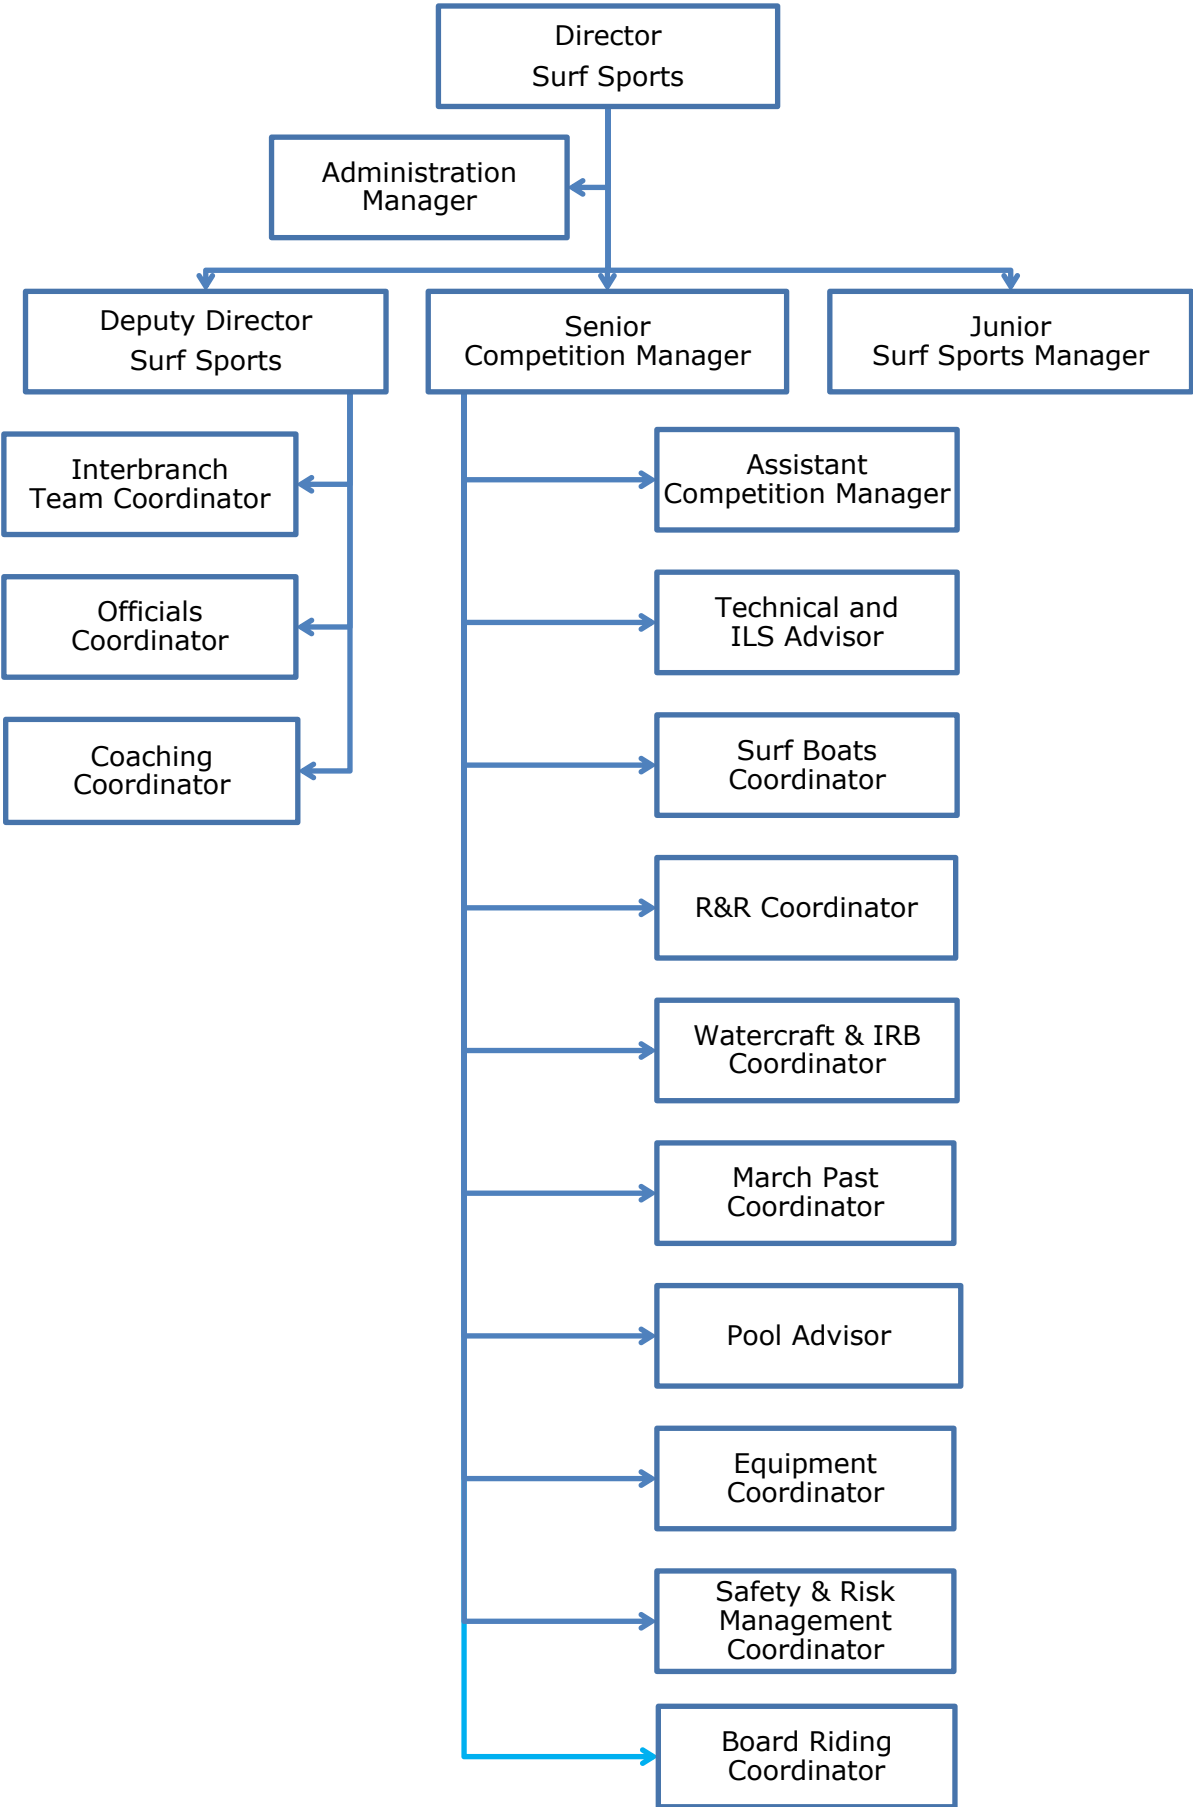 Director
Surf Sports
Administration
Manager
Deputy Director
Surf Sports
Senior
Competition Manager
Junior
Surf Sports Manager
Interbranch
Team Coordinator
Officials
Coordinator
Coaching
Coordinator
Assistant
Competition Manager
Technical and
ILS Advisor
Surf Boats
Coordinator
R&R Coordinator
Watercraft & IRB
Coordinator
March Past
Coordinator
Pool Advisor
Equipment
Coordinator
Safety & Risk
Management
Coordinator
Board Riding
Coordinator